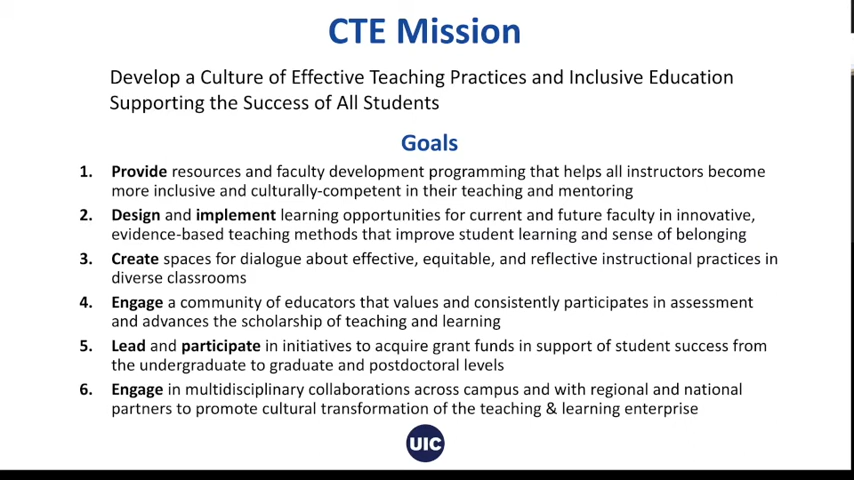 CTE Mission
Develop a Culture of Effective Teaching Practices and Inclusive Education
Supporting the Success of All Students
Goals
1. Provide resources and faculty development programming that helps all instructors become
more inclusive and culturally-competent in their teaching and mentoring
2. Design and implement learning opportunities for current and future faculty in innovative,
evidence-based teaching methods that improve student learning and sense of belonging
3. Create spaces for dialogue about effective, equitable, and reflective instructional practices in
diverse classrooms
4. Engage a community of educators that values and consistently participates in assessment
and advances the scholarship of teaching and learning
5. Lead and participate in initiatives to acquire grant funds in support of student success from
the undergraduate to graduate and postdoctoral levels
6. Engage in multidisciplinary collaborations across campus and with regional and national
partners to promote cultural transformation of the teaching & learning enterprise
UIC